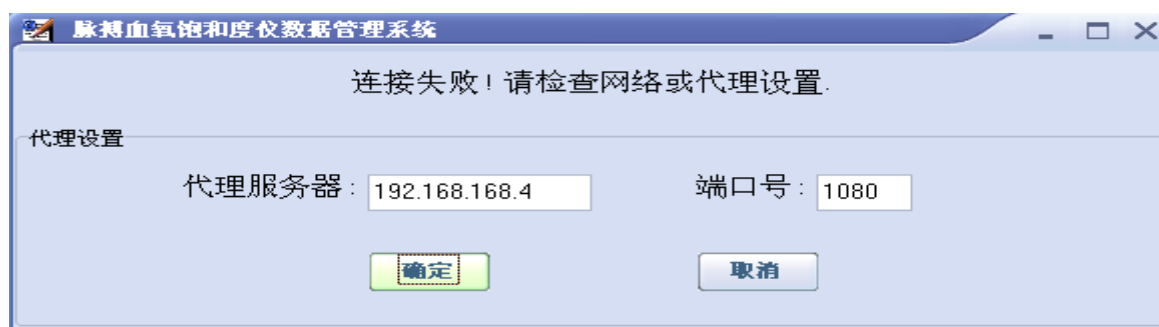 脉搏血氧饱和度仪数据管理系统
连接失败！请检查网络或代理设置.
代理设置
代理服务器： 192.168.168.4 端口号： 1080
确定 取消